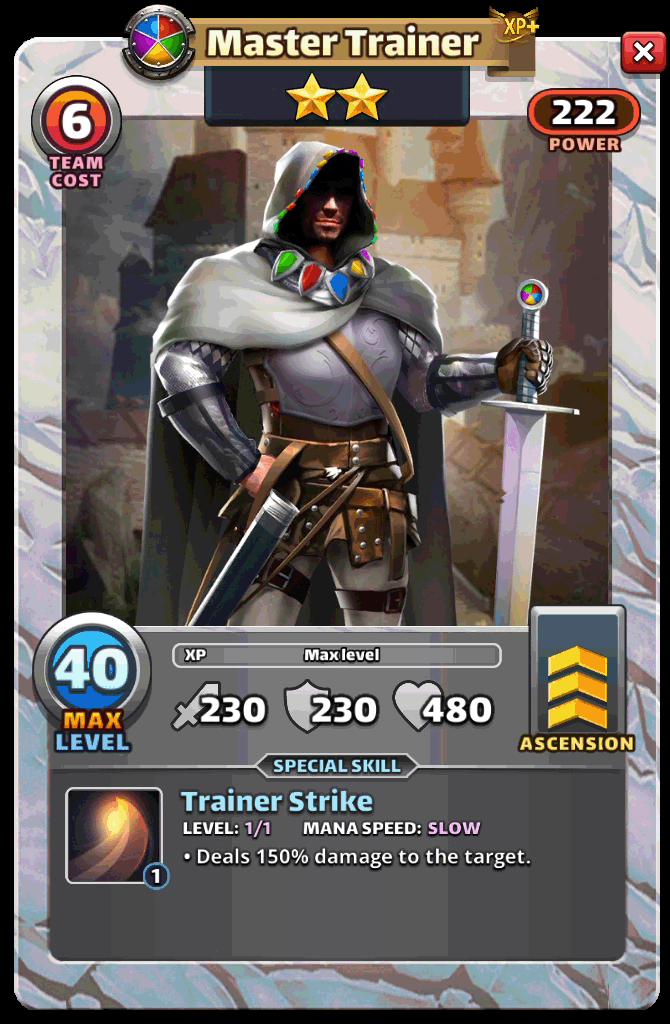 XP+
Master Trainer
6
TEAM
COST
222
POWER
40
MAX
LEVEL
XP Max level
230 230 480
ASCENSION
SPECIAL SKILL
Trainer Strike
LEVEL: 1/1 MANA SPEED: SLOW
• Deals 150% damage to the target.
1